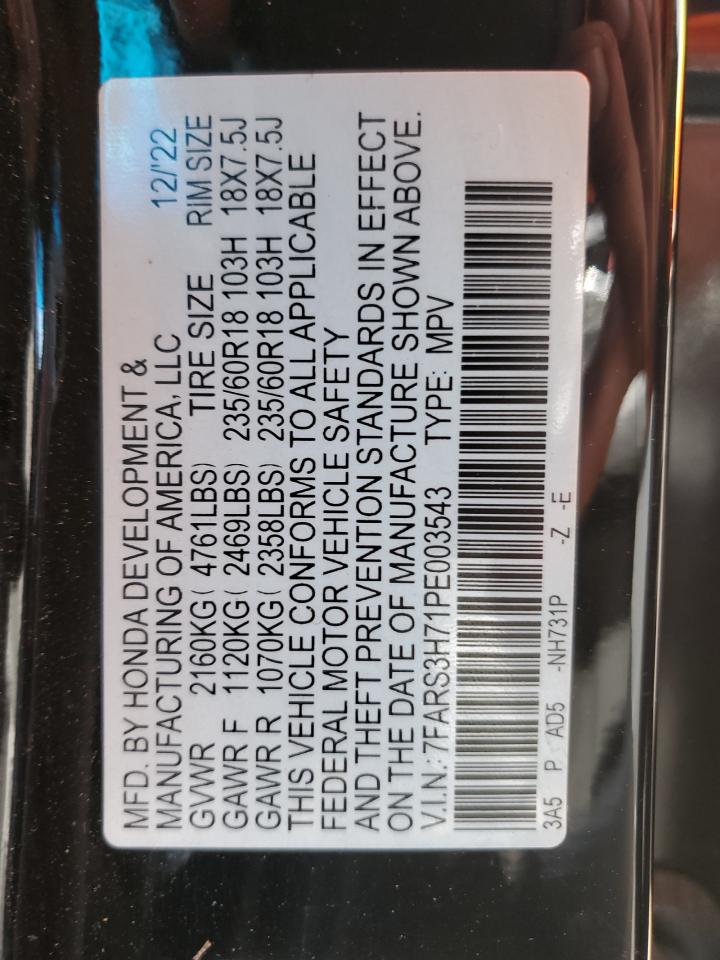 MFD. BY HONDA DEVELOPMENT &
MANUFACTURING OF AMERICA, LLC 12/'22
GVWR 2160KG( 4761LBS) TIRE SIZE RIM SIZE
GAWR F 1120KG( 2469LBS) 235/60R18 103H 18X7.5J
GAWR R 1070KG( 2358LBS) 235/60R18 103H 18X7.5J
THIS VEHICLE CONFORMS TO ALL APPLICABLE
FEDERAL MOTOR VEHICLE SAFETY
AND THEFT PREVENTION STANDARDS IN EFFECT
ON THE DATE OF MANUFACTURE SHOWN ABOVE.
V.I.N.: 7FARS3H71PE003543 TYPE: MPV
3A5 P AD5 -NH731P -Z -E